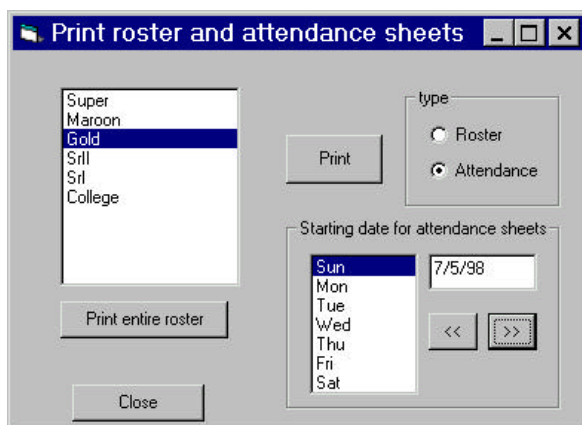 Print roster and attendance sheets
Super
Maroon
Gold
SrII
SrI
College
Print entire roster
Close
Print
type
Roster
Attendance
Starting date for attendance sheets
Sun
Mon
Tue
Wed
Thu
Fri
Sat
7/5/98
<<
>>